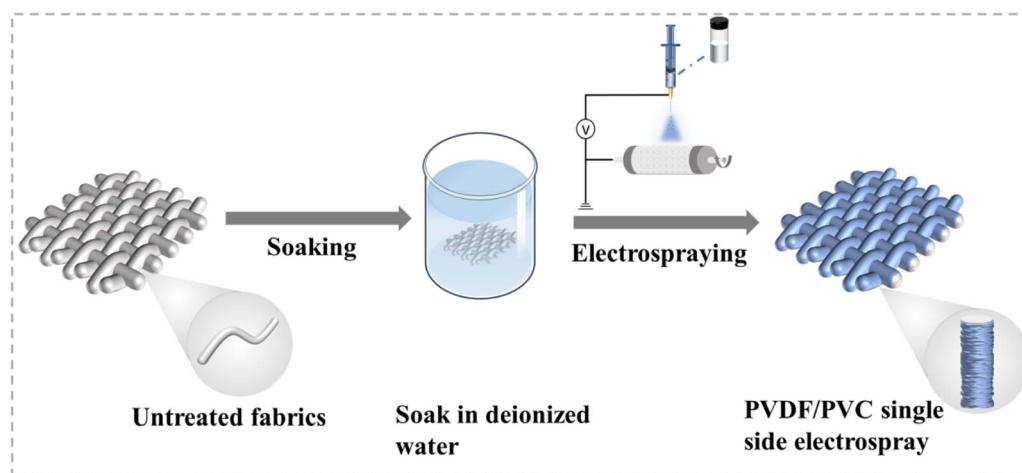 V
Soaking
Electrospraying
Untreated fabrics
Soak in deionized
water
PVDF/PVC single
side electrospray